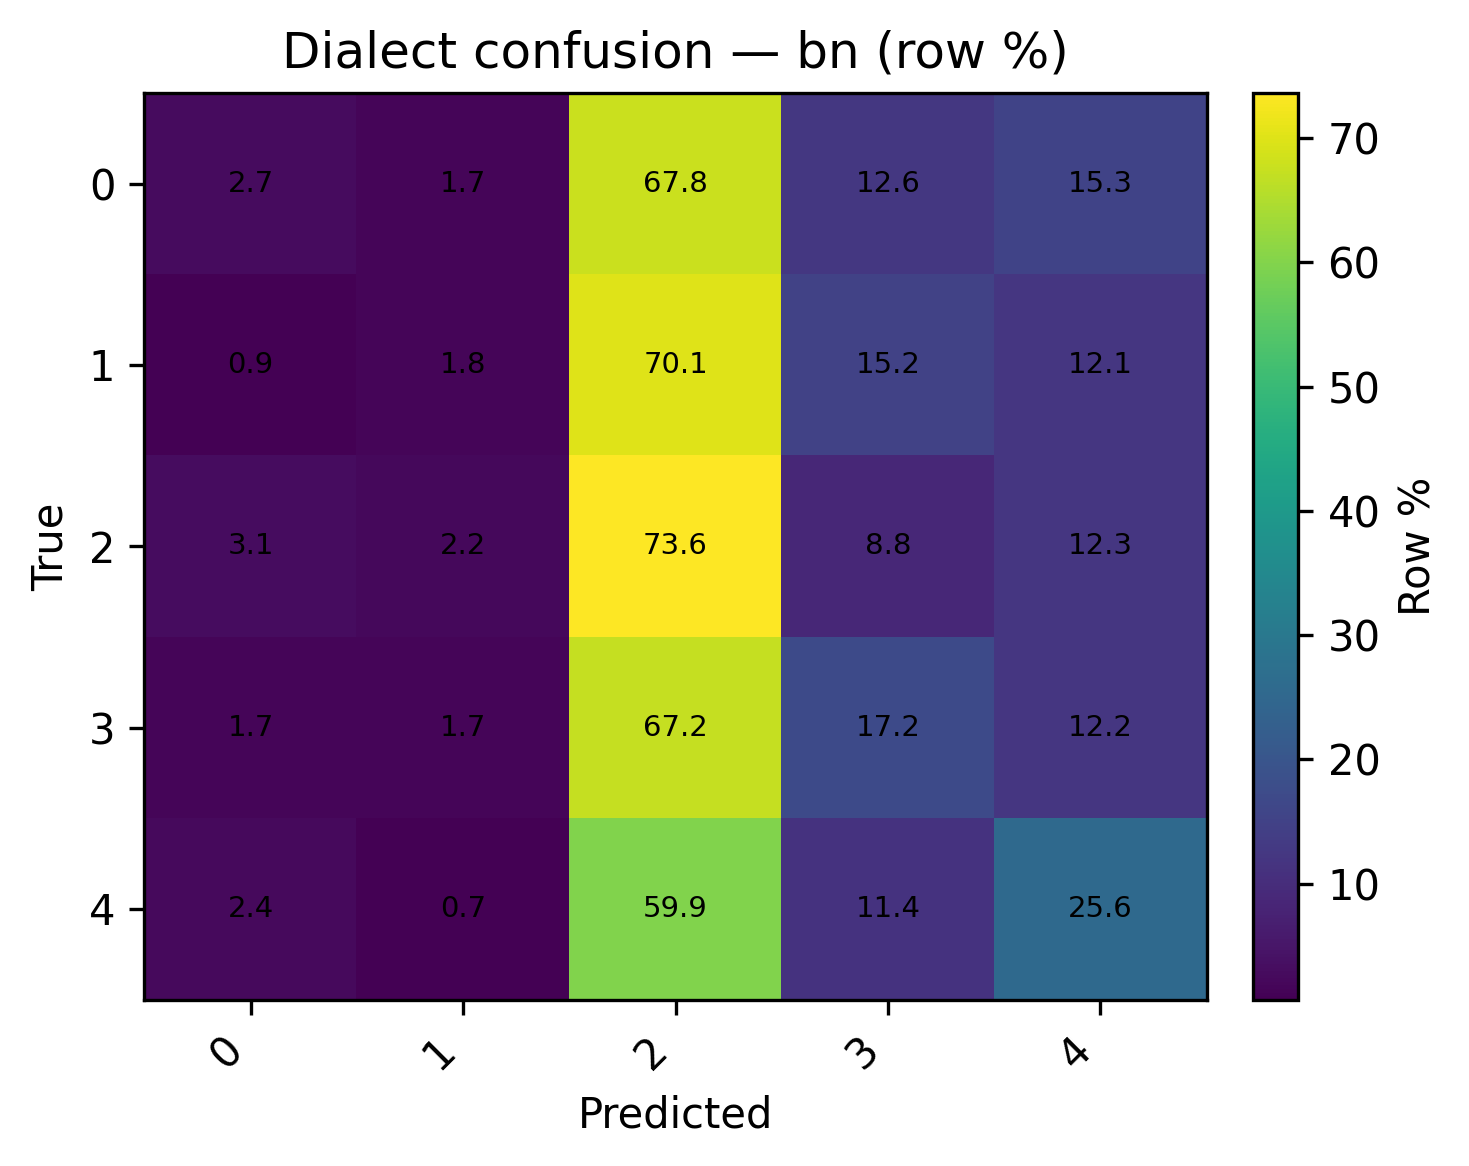 Dialect confusion — bn (row %)
0 2.7 1.7 67.8 12.6 15.3
1 0.9 1.8 70.1 15.2 12.1
2 3.1 2.2 73.6 8.8 12.3
3 1.7 1.7 67.2 17.2 12.2
4 2.4 0.7 59.9 11.4 25.6
0 1 2 3 4
Predicted
True
70
60
50
40
30
20
10
Row %